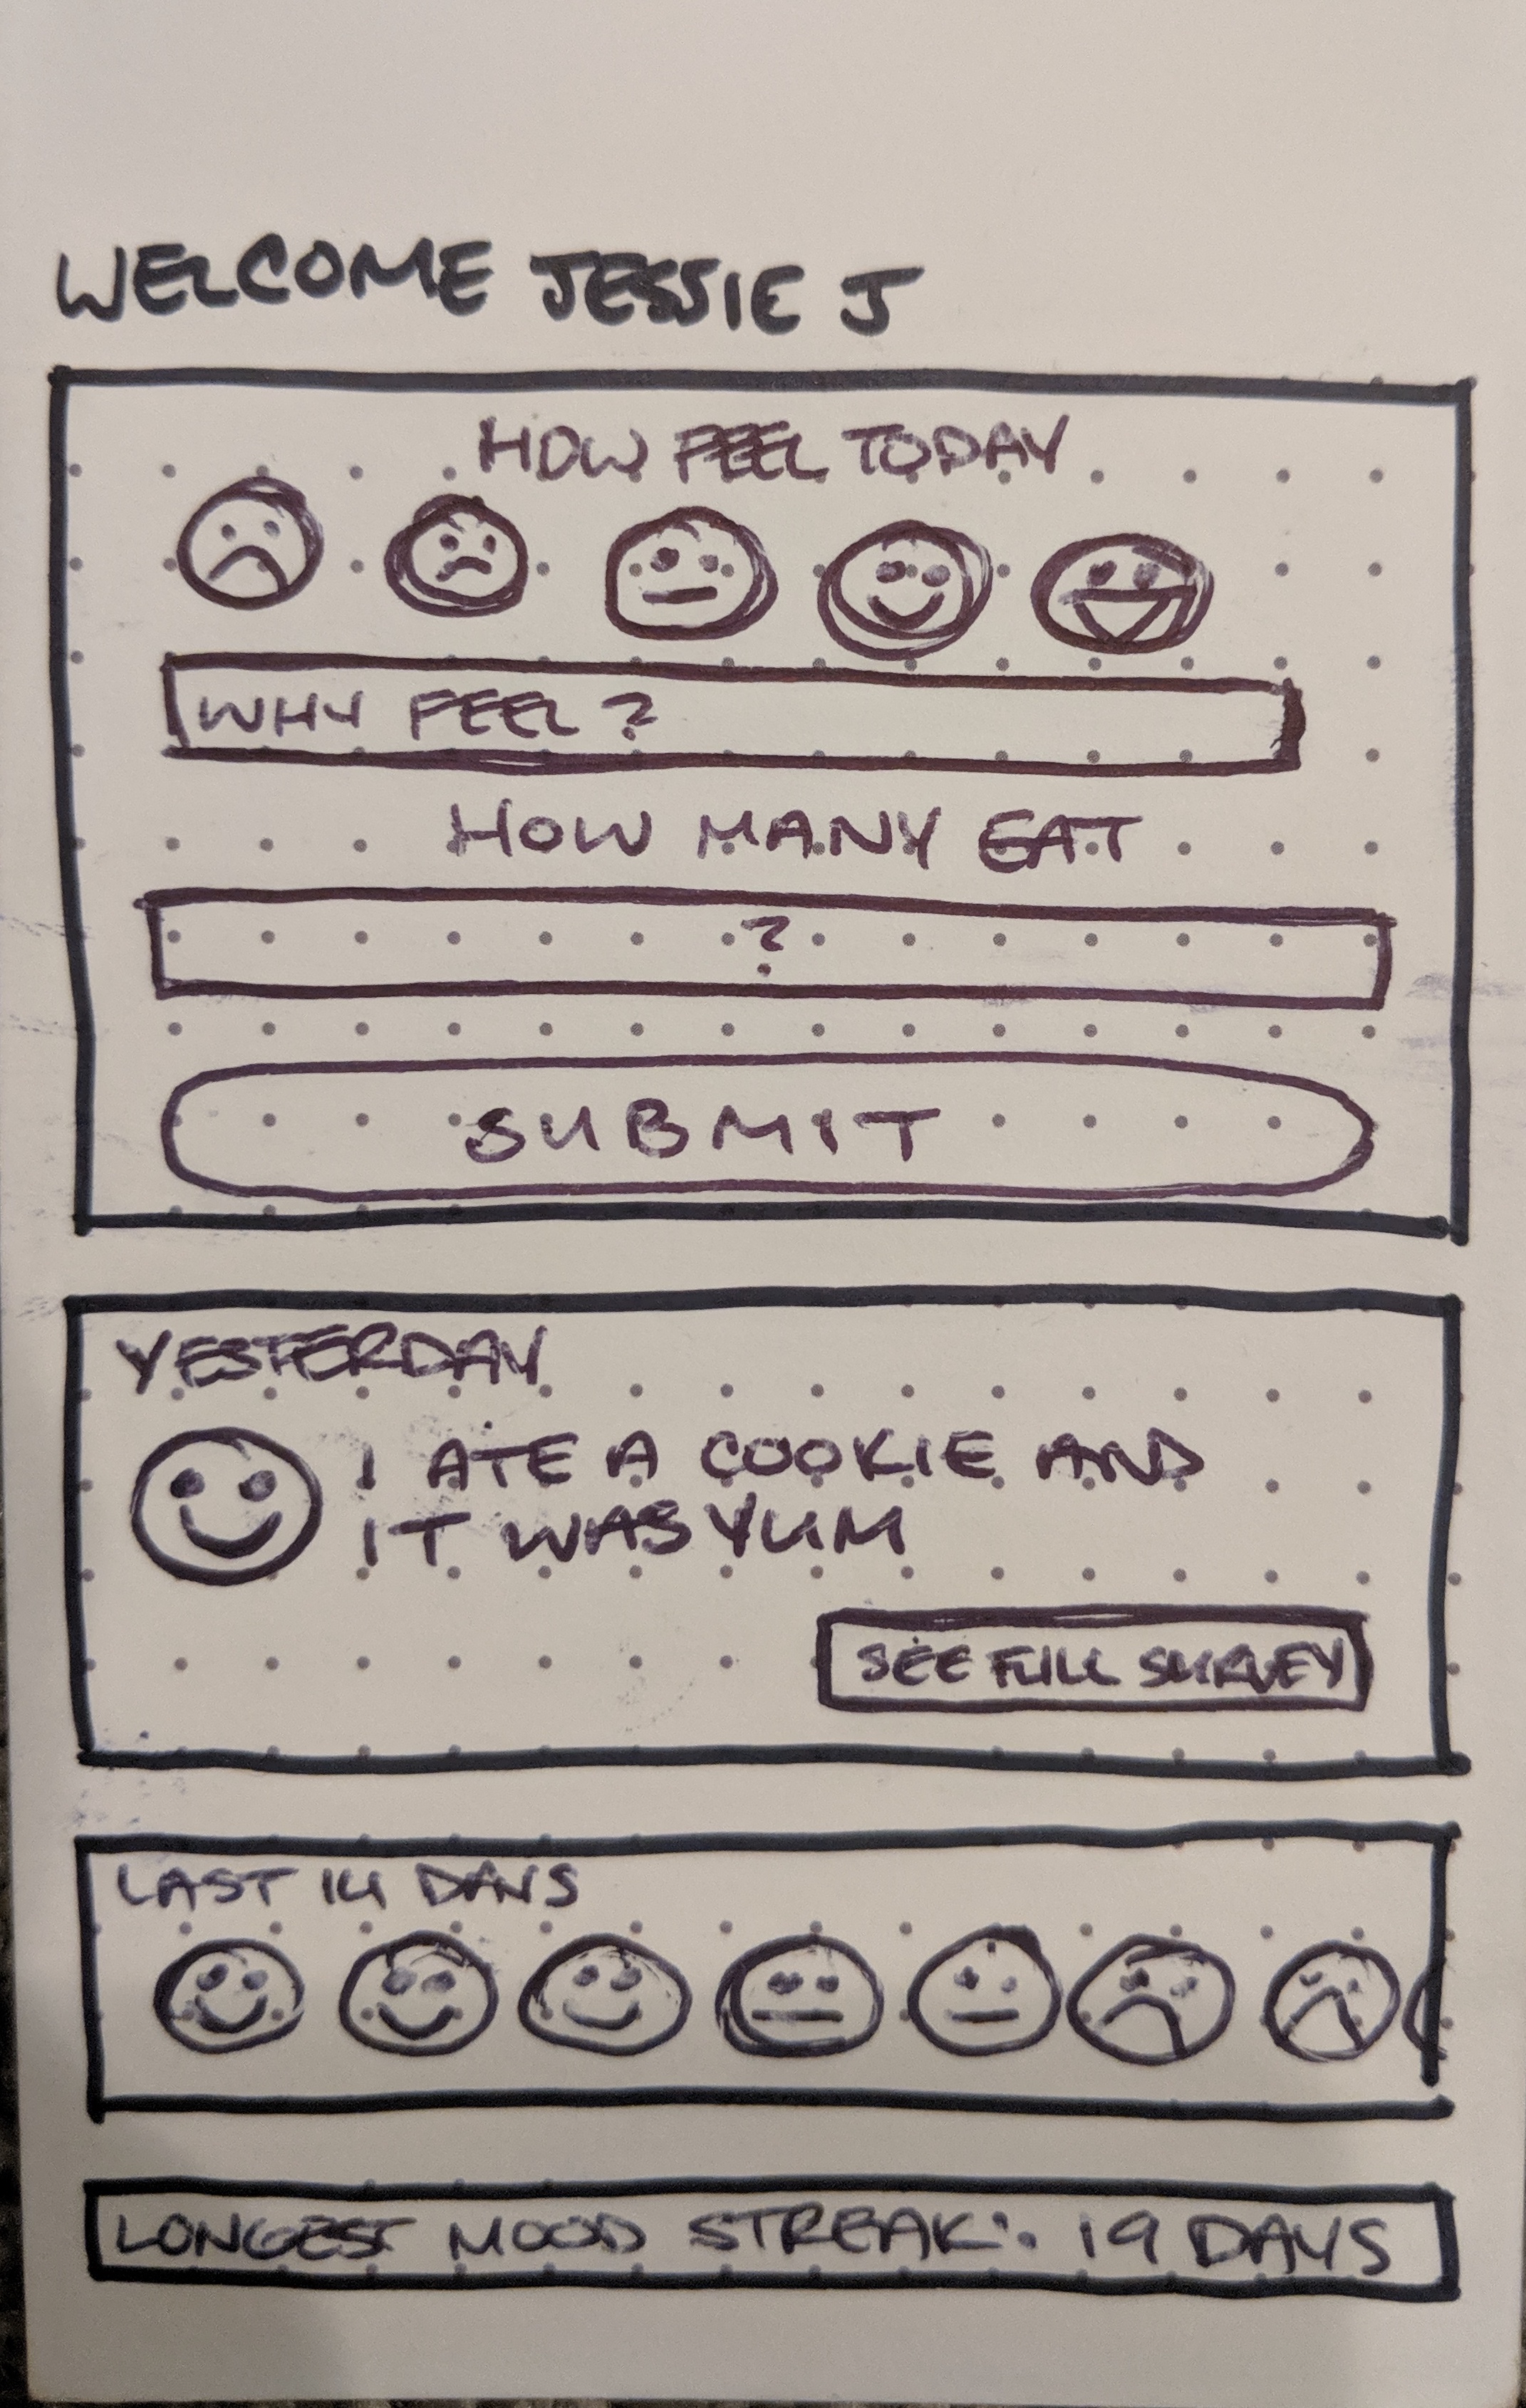 WELCOME JESSIE J
HOW FEEL TODAY
WHY FEEL?
HOW MANY EAT
?
SUBMIT
YESTERDAY
I ATE A COOKIE AND
IT WAS YUM
SEE FULL SURVEY
LAST 14 DAYS
LONGEST MOOD STREAK: 19 DAYS